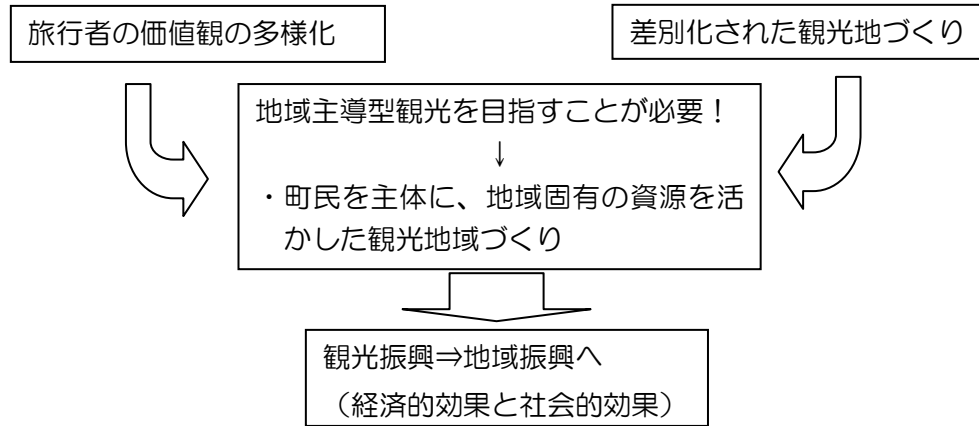 旅行者の価値観の多様化
差別化された観光地づくり
地域主導型観光を目指すことが必要！
↓
・町民を主体に、地域固有の資源を活
かした観光地域づくり
観光振興⇒地域振興へ
（経済的効果と社会的効果）